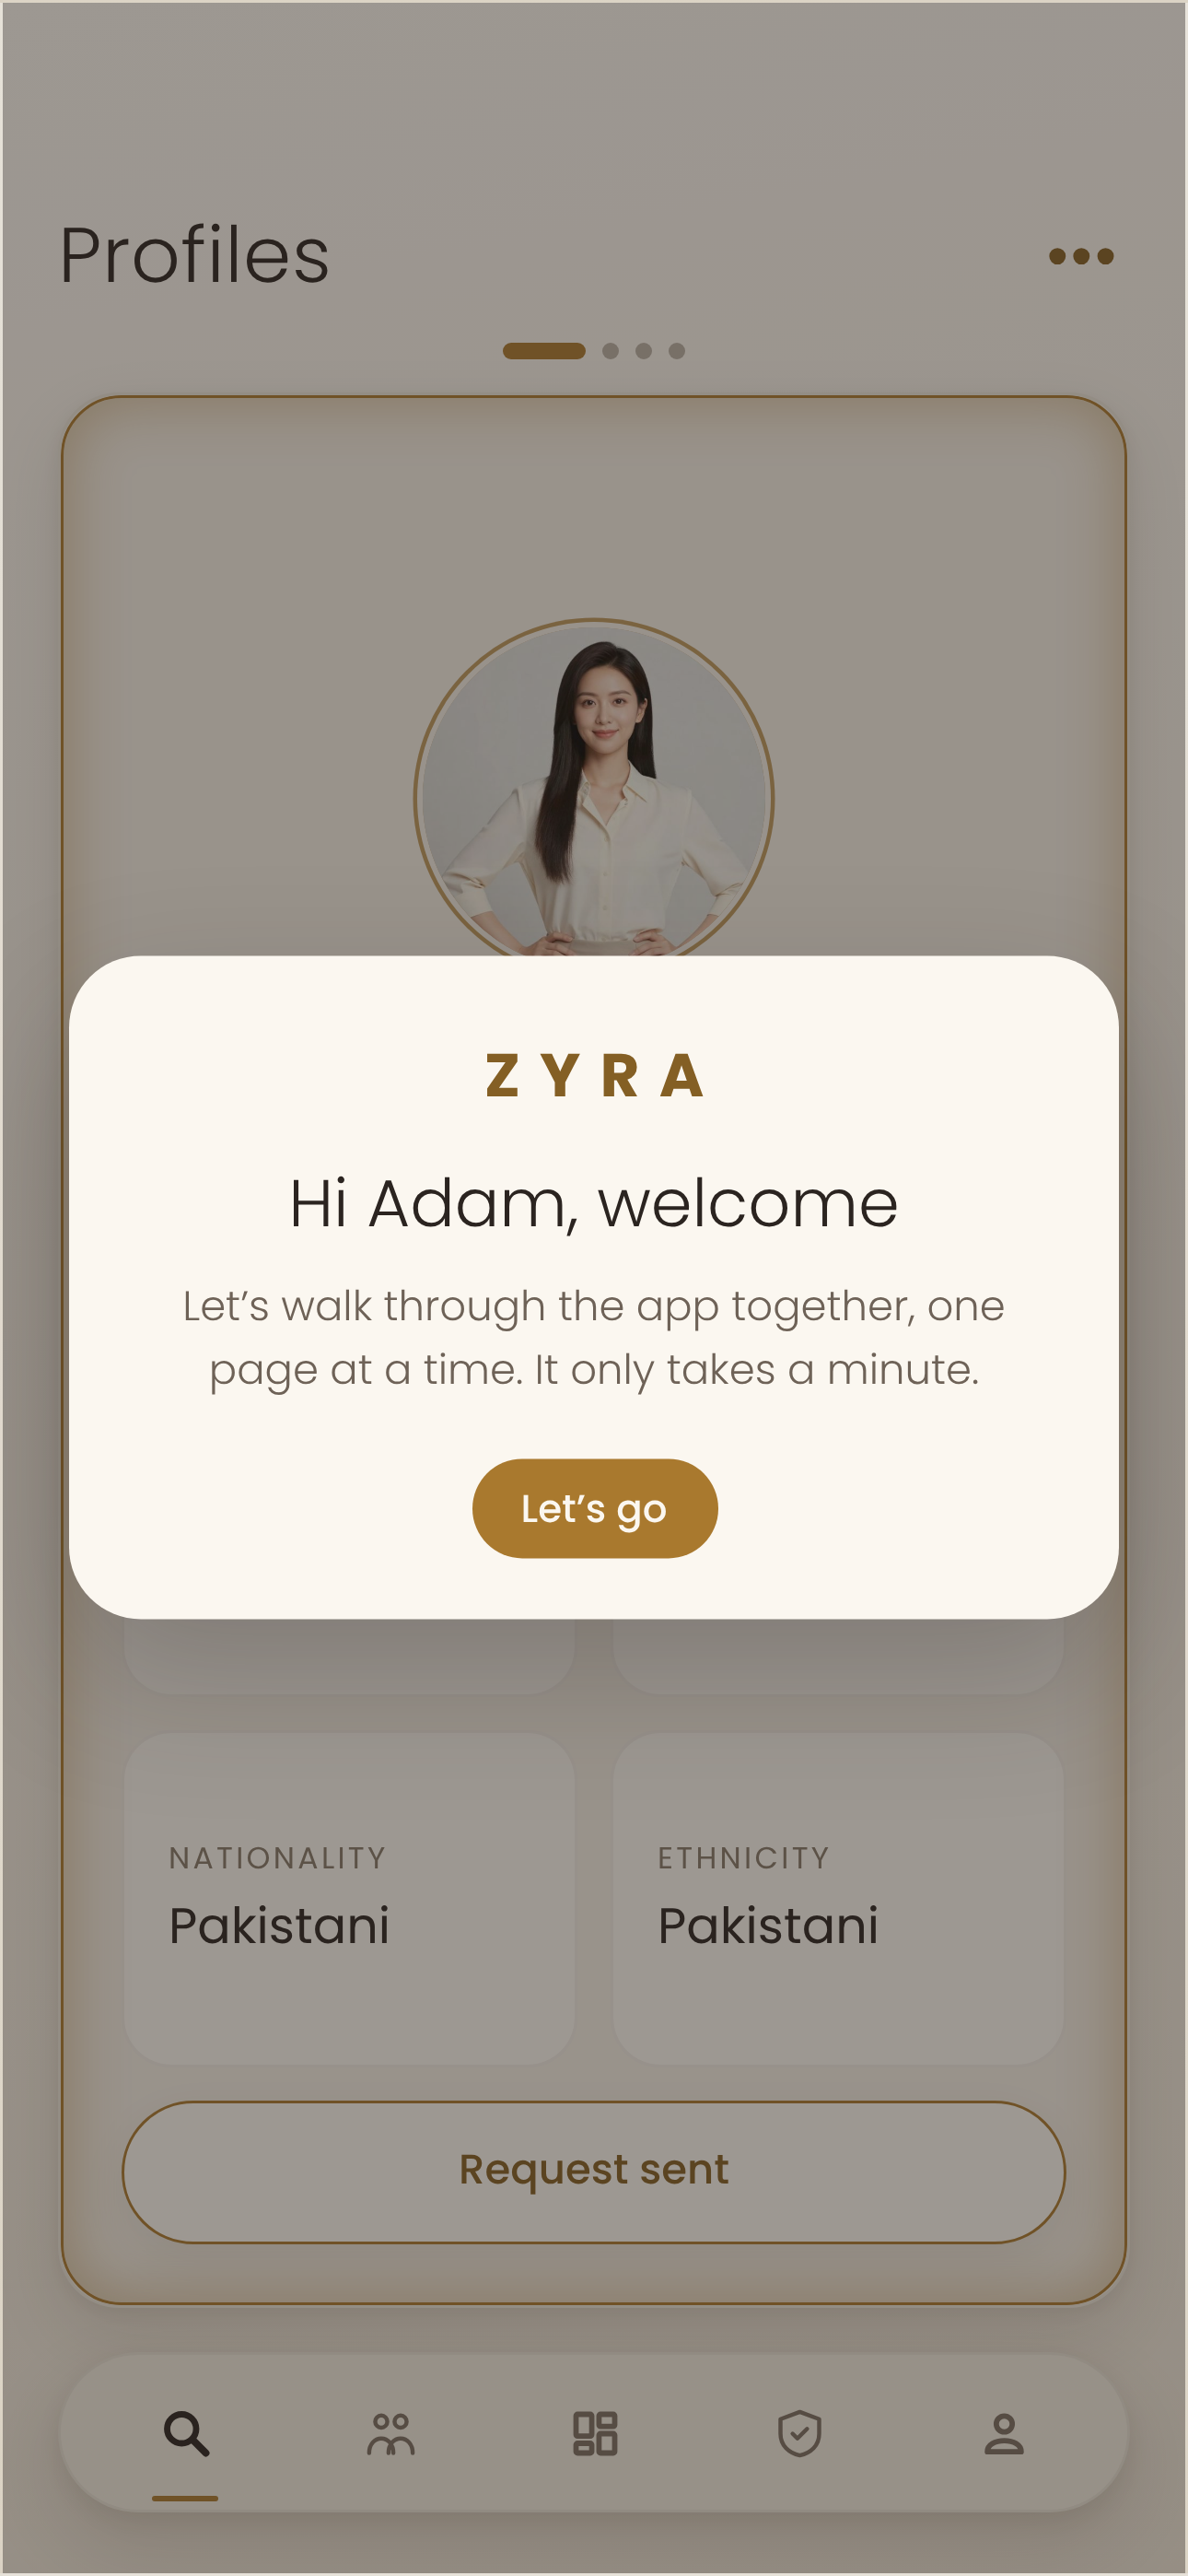 Profiles
ZYRA
Hi Adam, welcome
Let’s walk through the app together, one
page at a time. It only takes a minute.
Let’s go
NATIONALITY
ETHNICITY
Pakistani
Pakistani
Request sent